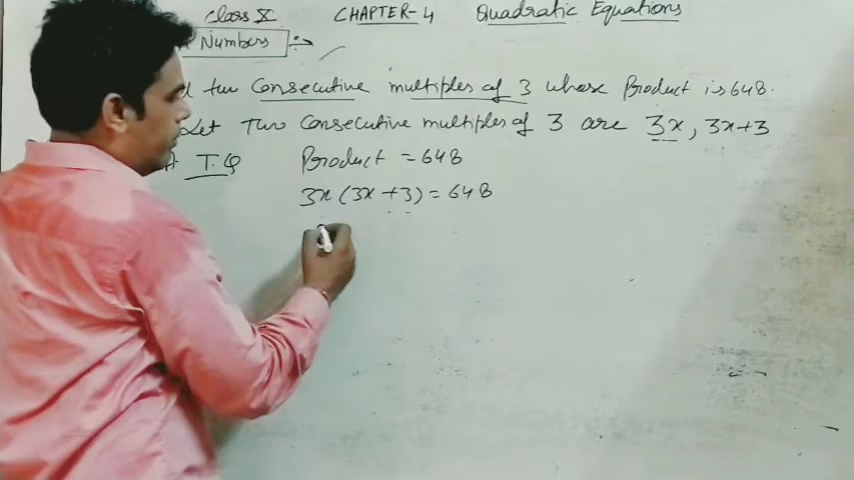 Class X CHAPTER-4 Quadratic Equations
Numbers ÷→
two Consecutive multiples of 3 whose Product is 648.
Let Two Consecutive multiples of 3 are 3x, 3x+3
A T.Q Product = 648
3x(3x+3) = 648